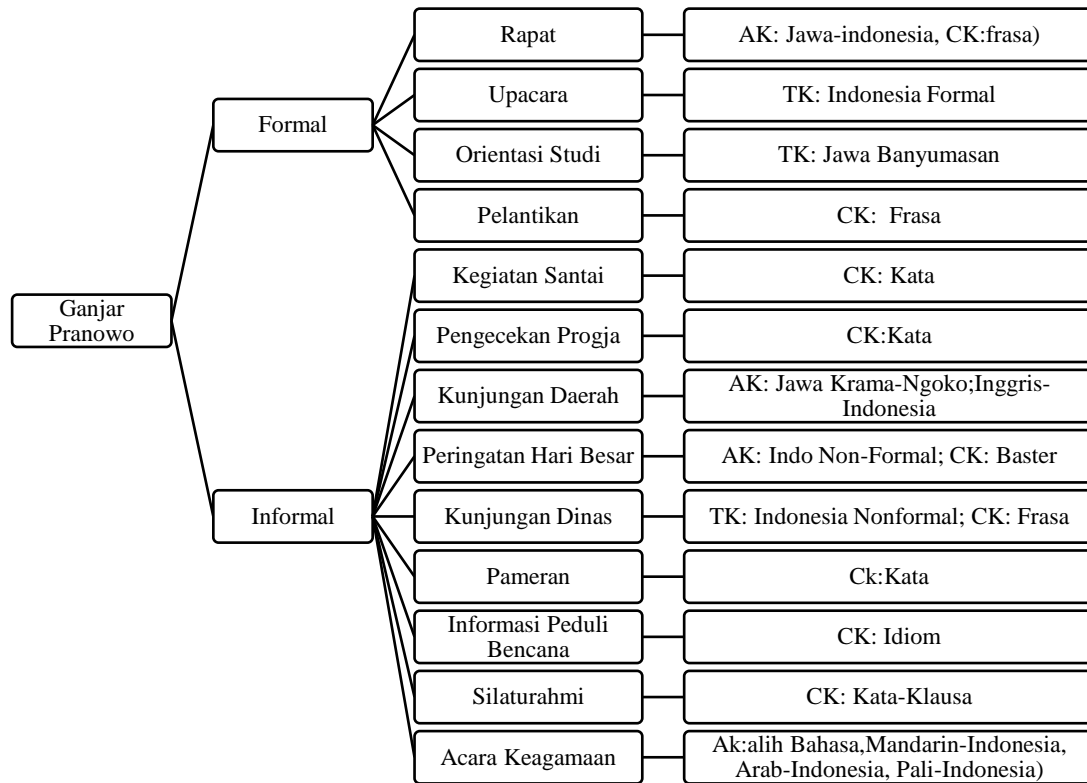 Rapat
AK: Jawa-indonesia, CK:frasa)
Upacara
TK: Indonesia Formal
Formal
Orientasi Studi
TK: Jawa Banyumasan
Pelantikan
CK:  Frasa
Kegiatan Santai
CK: Kata
Ganjar
Pranowo
Pengecekan Progja
CK:Kata
Kunjungan Daerah
AK: Jawa Krama-Ngoko;Inggris-
Indonesia
Peringatan Hari Besar
AK: Indo Non-Formal; CK: Baster
Informal
Kunjungan Dinas
TK: Indonesia Nonformal; CK: Frasa
Pameran
Ck:Kata
Informasi Peduli
Bencana
CK: Idiom
Silaturahmi
CK: Kata-Klausa
Acara Keagamaan
Ak:alih Bahasa,Mandarin-Indonesia,
Arab-Indonesia, Pali-Indonesia)